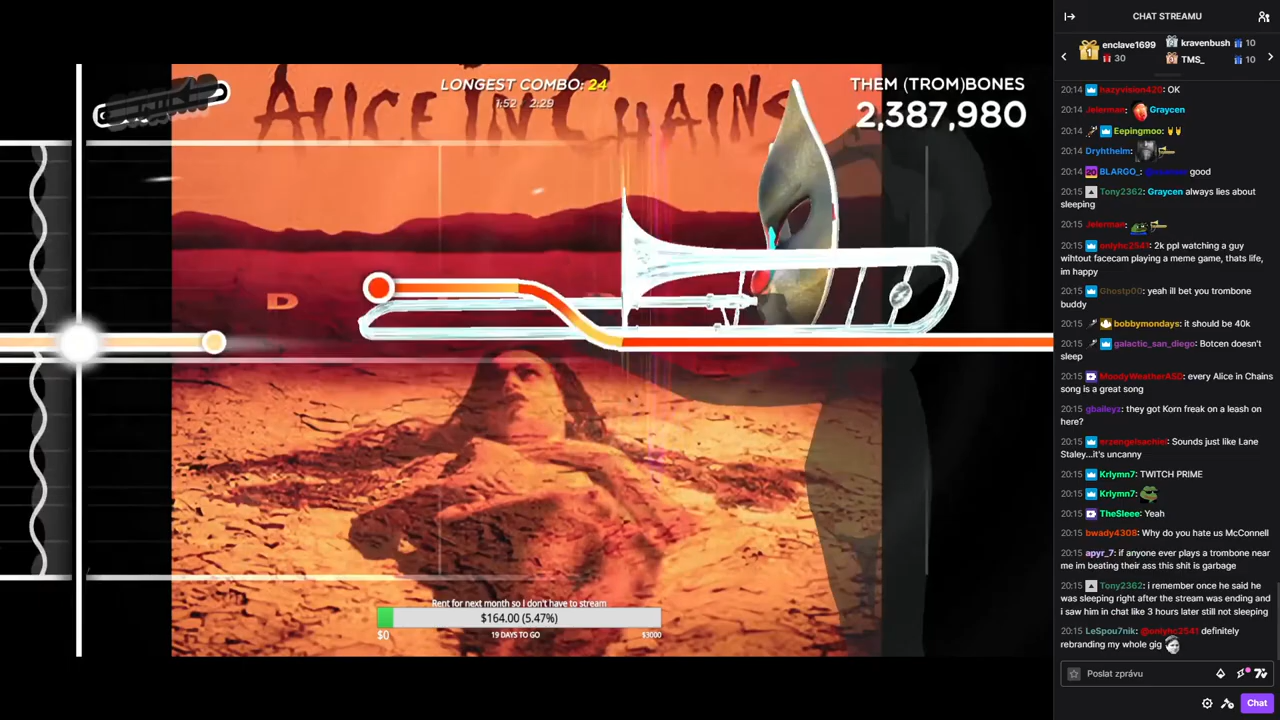 ALICE IN CHAINS
LONGEST COMBO: 24
1:52 - 2:29
THEM (TROM)BONES
2,387,980
D
Rent for next month so I don't have to stream
$164.00 (5.47%)
$0
19 DAYS TO GO
$3000
CHAT STREAMU
enclave1699
30
kravenbush 10
TMS_ 10
20:14 hazyvision420: OK
20:14 Jelerman: Graycen
20:14 Eepingmoo:
20:14 Dryhthelm:
20:14 BLARGO_: good
20:15 Tony2362: Graycen always lies about
sleeping
20:15 Jelerman:
20:15 onlyhc2541: 2k ppl watching a guy
wihtout facecam playing a meme game, thats life,
im happy
20:15 Ghostp00: yeah ill bet you trombone
buddy
20:15 bobbymondays: it should be 40k
20:15 galactic_san_diego: Botcen doesn't
sleep
20:15 MoodyWeatherASD: every Alice in Chains
song is a great song
20:15 gbaileyz: they got Korn freak on a leash on
here?
20:15 erzengelsachiel: Sounds just like Lane
Staley...it's uncanny
20:15 Krlymn7: TWITCH PRIME
20:15 Krlymn7:
20:15 TheSleee: Yeah
20:15 bwady4308: Why do you hate us McConnell
20:15 apyr_7: if anyone ever plays a trombone near
me im beating their ass this shit is garbage
20:15 Tony2362: i remember once he said he
was sleeping right after the stream was ending and
i saw him in chat like 3 hours later still not sleeping
20:15 LeSpou7nik: @onlyhc2541 definitely
rebranding my whole gig
Poslat zprávu
Chat